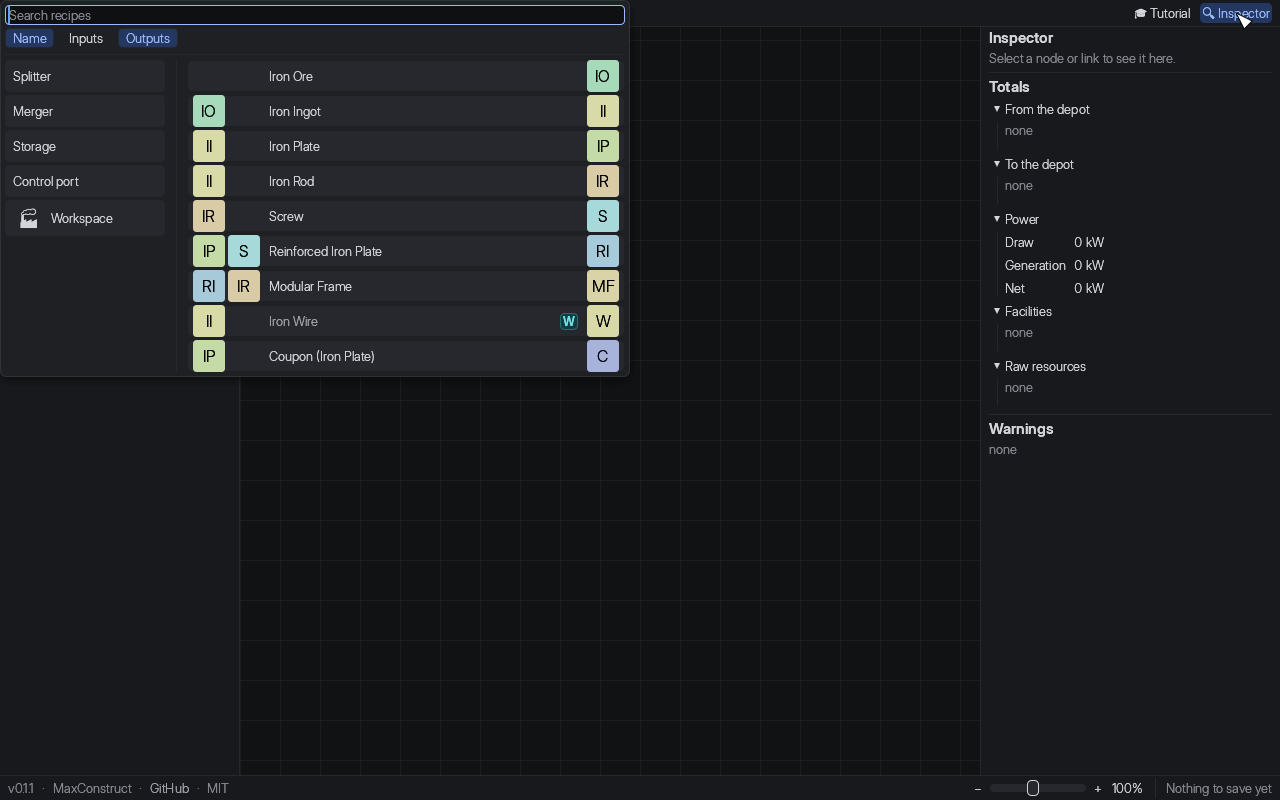 Search recipes
Tutorial
Inspector
Name
Inputs
Outputs
Splitter
Merger
Storage
Control port
Workspace
Iron Ore
IO
IO
Iron Ingot
II
II
Iron Plate
IP
II
Iron Rod
IR
IR
Screw
S
IP
S
Reinforced Iron Plate
RI
RI
IR
Modular Frame
MF
II
Iron Wire
W
W
IP
Coupon (Iron Plate)
C
Inspector
Select a node or link to see it here.
Totals
From the depot
none
To the depot
none
Power
Draw 0 kW
Generation 0 kW
Net 0 kW
Facilities
none
Raw resources
none
Warnings
none
v0.1.1 · MaxConstruct · GitHub · MIT
− + 100%
Nothing to save yet